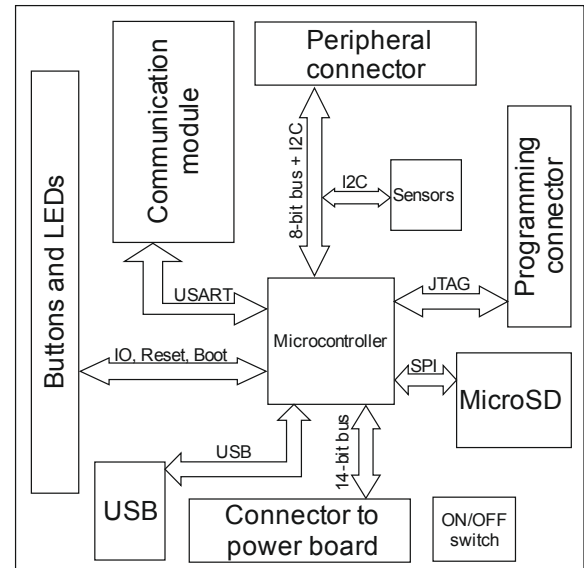 Peripheral
connector
Communication
module
Buttons and LEDs
8-bit bus + I2C
I2C
Sensors
Programming
connector
USART
JTAG
Microcontroller
IO, Reset, Boot
SPI
MicroSD
USB
14-bit bus
USB
Connector to
power board
ON/OFF
switch